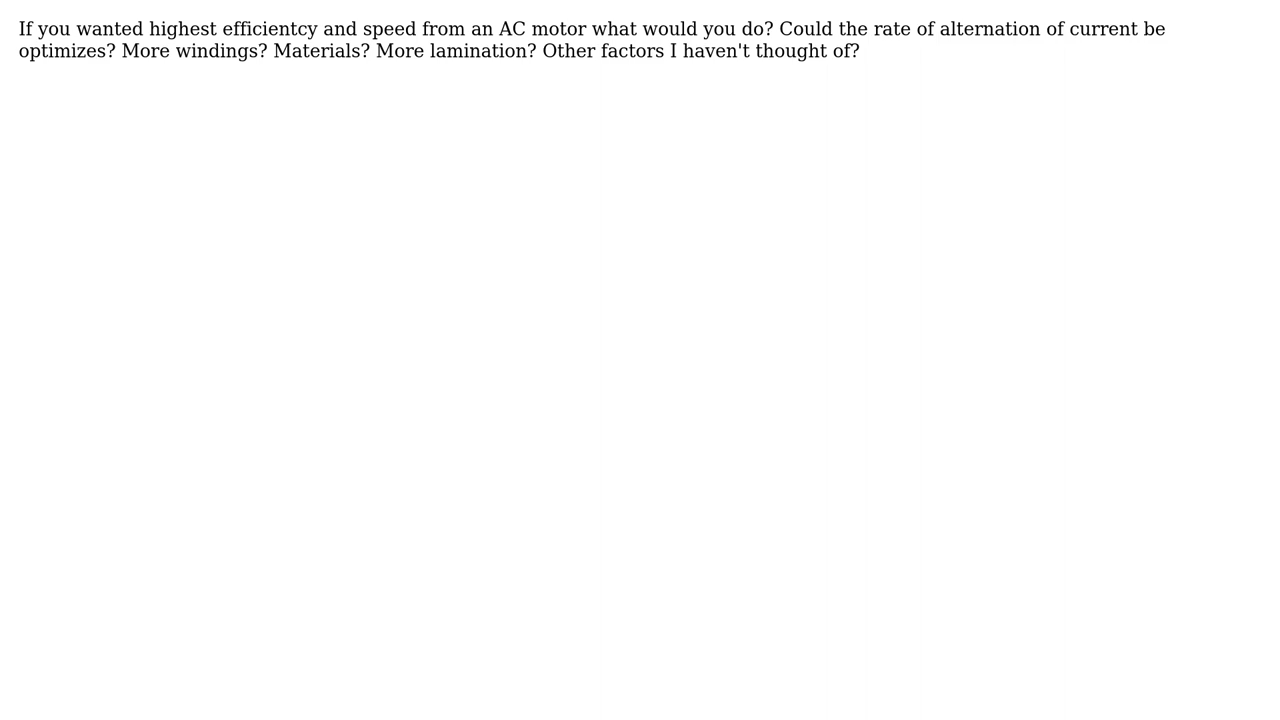 If you wanted highest efficientcy and speed from an AC motor what would you do? Could the rate of alternation of current be
optimizes? More windings? Materials? More lamination? Other factors I haven't thought of?